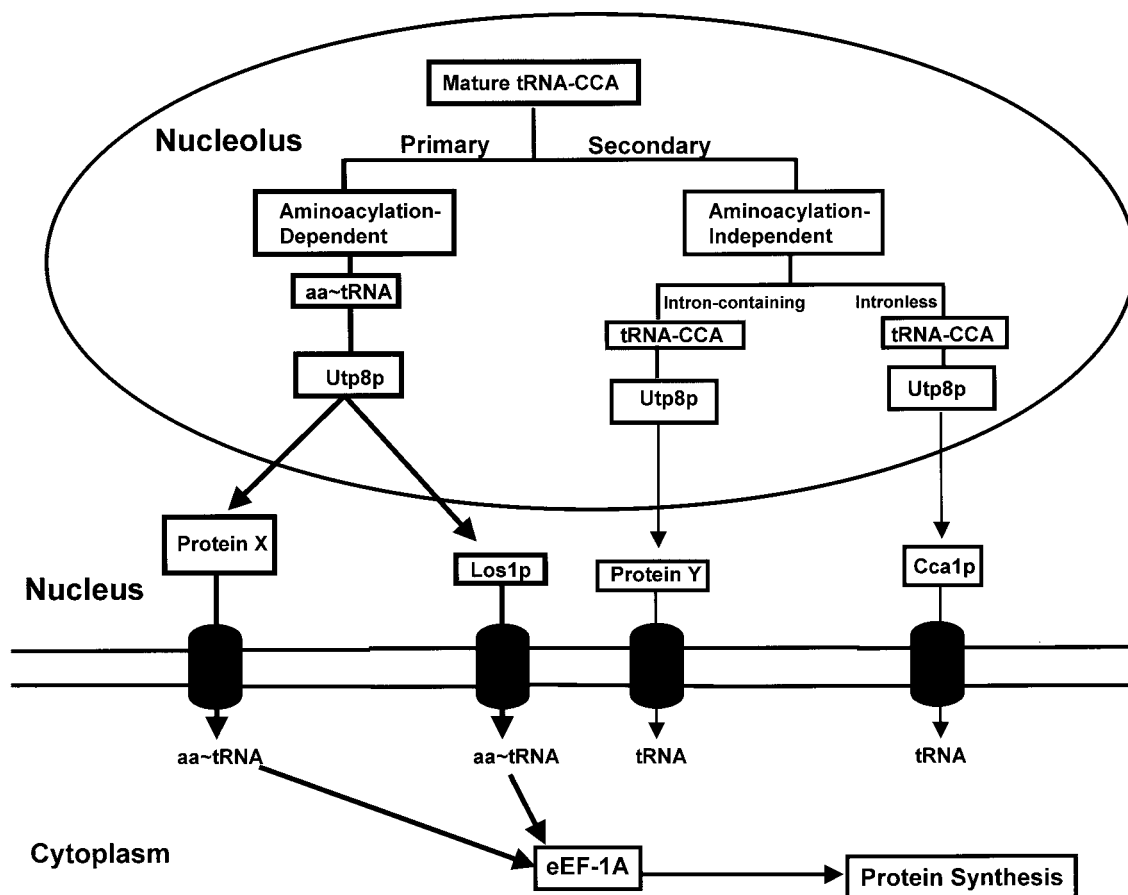 Mature tRNA-CCA
Nucleolus
Primary
Secondary
Aminoacylation-
Dependent
Aminoacylation-
Independent
aa~tRNA
Intron-containing
Intronless
tRNA-CCA
tRNA-CCA
Utp8p
Utp8p
Utp8p
Protein X
Los1p
Protein Y
Cca1p
Nucleus
aa~tRNA
aa~tRNA
tRNA
tRNA
Cytoplasm
eEF-1A
Protein Synthesis